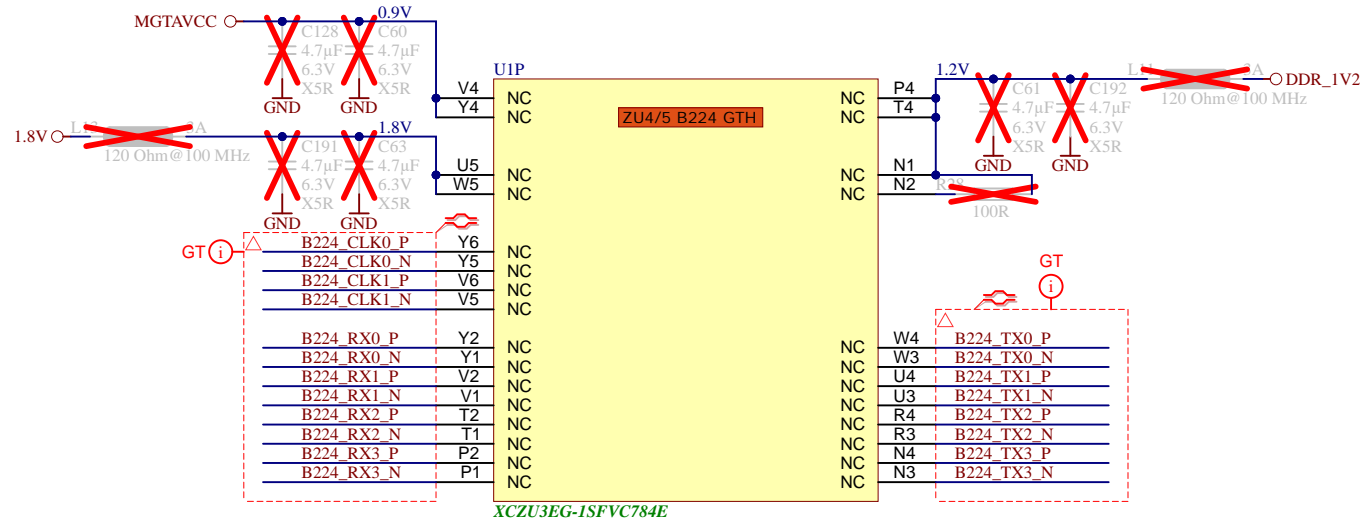 MGTAVCC
0.9V
C128
4.7µF
6.3V
X5R
GND
C60
4.7µF
6.3V
X5R
GND
1.8V
3A
120 Ohm@100 MHz
1.8V
C191
4.7µF
6.3V
X5R
GND
C63
4.7µF
6.3V
X5R
GND
U1P
ZU4/5 B224 GTH
V4 NC
Y4 NC
U5 NC
W5 NC
GT i
B224_CLK0_P Y6 NC
B224_CLK0_N Y5 NC
B224_CLK1_P V6 NC
B224_CLK1_N V5 NC
B224_RX0_P Y2 NC
B224_RX0_N Y1 NC
B224_RX1_P V2 NC
B224_RX1_N V1 NC
B224_RX2_P T2 NC
B224_RX2_N T1 NC
B224_RX3_P P2 NC
B224_RX3_N P1 NC
XCZU3EG-1SFVC784E
1.2V
C61
4.7µF
6.3V
X5R
GND
C192
4.7µF
6.3V
X5R
GND
3A
120 Ohm@100 MHz
DDR_1V2
NC P4
NC T4
NC N1
NC N2
R28
100R
GT
i
NC W4 B224_TX0_P
NC W3 B224_TX0_N
NC U4 B224_TX1_P
NC U3 B224_TX1_N
NC R4 B224_TX2_P
NC R3 B224_TX2_N
NC N4 B224_TX3_P
NC N3 B224_TX3_N